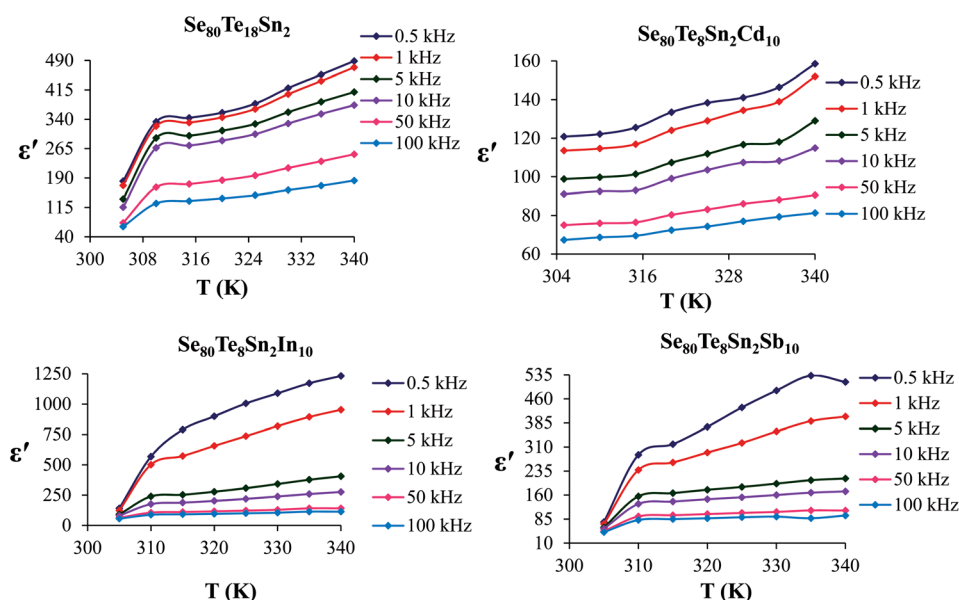 Se₈₀Te₁₈Sn₂
490
415
340
265
190
115
40
ε′
300 308 316 324 332 340
T (K)
0.5 kHz
1 kHz
5 kHz
10 kHz
50 kHz
100 kHz
Se₈₀Te₈Sn₂Cd₁₀
160
140
120
100
80
60
ε′
304 316 328 340
T (K)
0.5 kHz
1 kHz
5 kHz
10 kHz
50 kHz
100 kHz
Se₈₀Te₈Sn₂In₁₀
1250
1000
750
500
250
0
ε′
300 310 320 330 340
T (K)
0.5 kHz
1 kHz
5 kHz
10 kHz
50 kHz
100 kHz
Se₈₀Te₈Sn₂Sb₁₀
535
460
385
310
235
160
85
10
ε′
300 310 320 330 340
T (K)
0.5 kHz
1 kHz
5 kHz
10 kHz
50 kHz
100 kHz